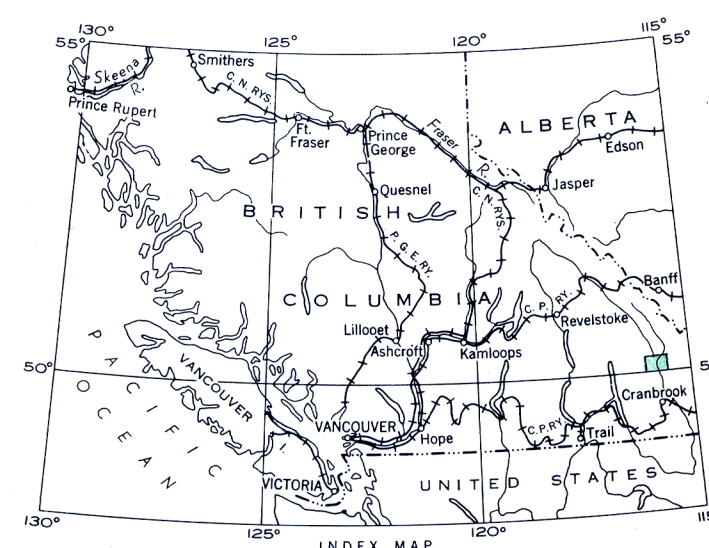 130°
125°
120°
115°
55°
55°
Smithers
Skeena
R.
C. N. RYS.
Prince Rupert
Ft.
Fraser
Prince
George
Fraser
R.
ALBERTA
Edson
Jasper
Quesnel
C. N. RYS.
BRITISH
P. G. E. RY.
COLUMBIA
Banff
C. P. RY.
Revelstoke
Lillooet
Ashcroft
Kamloops
PACIFIC
OCEAN
50°
5
VANCOUVER
I.
Cranbrook
VANCOUVER
Hope
C. P. RY.
Trail
VICTORIA
UNITED STATES
130°
125°
120°
11
INDEX MAP